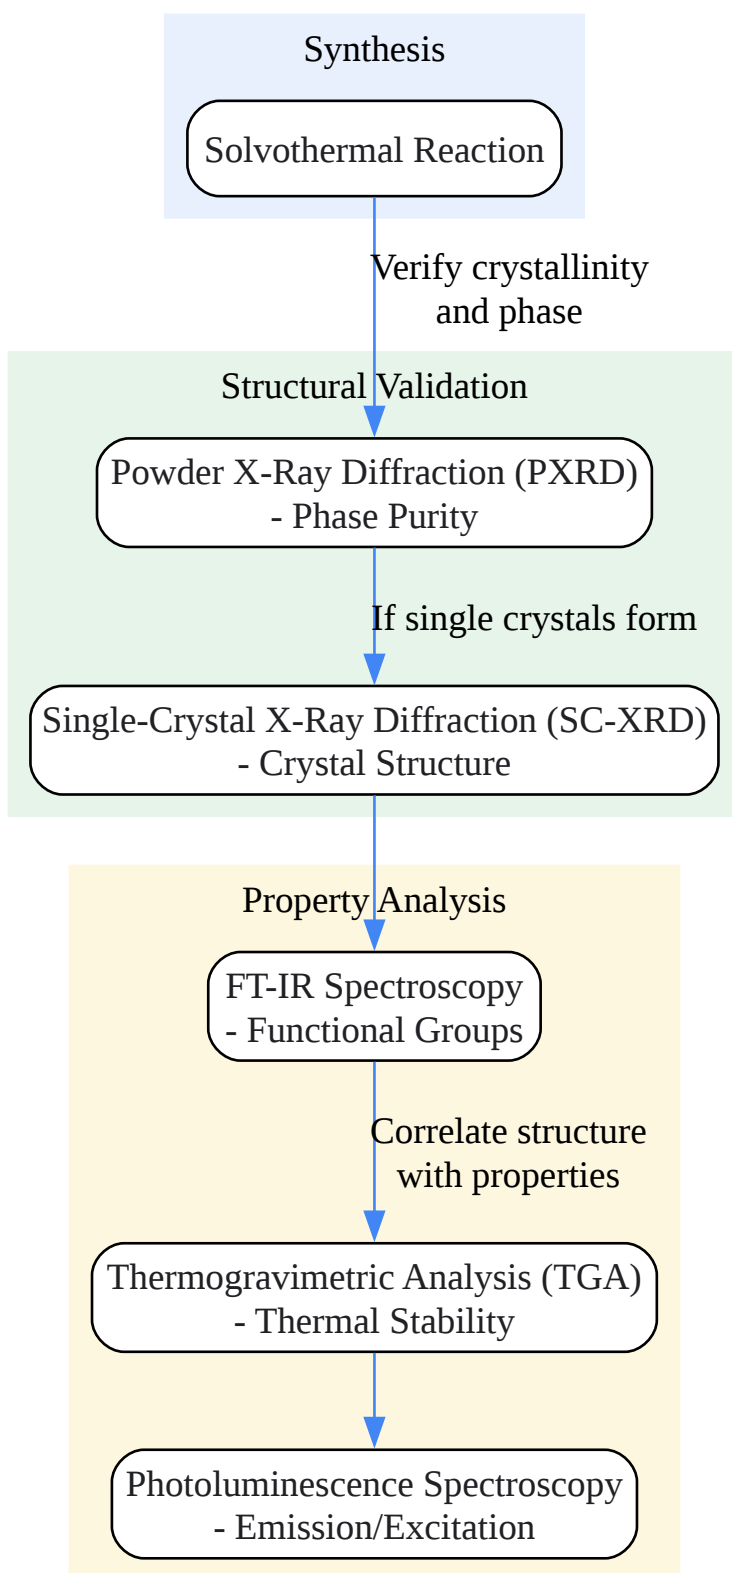 Synthesis
Solvothermal Reaction
Verify crystallinity
and phase
Structural Validation
Powder X-Ray Diffraction (PXRD)
- Phase Purity
If single crystals form
Single-Crystal X-Ray Diffraction (SC-XRD)
- Crystal Structure
Property Analysis
FT-IR Spectroscopy
- Functional Groups
Correlate structure
with properties
Thermogravimetric Analysis (TGA)
- Thermal Stability
Photoluminescence Spectroscopy
- Emission/Excitation